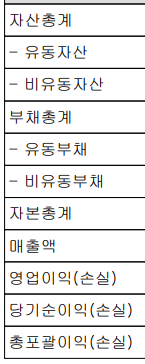 자산총계
- 유동자산
- 비유동자산
부채총계
- 유동부채
- 비유동부채
자본총계
매출액
영업이익(손실)
당기순이익(손실)
총포괄이익(손실)